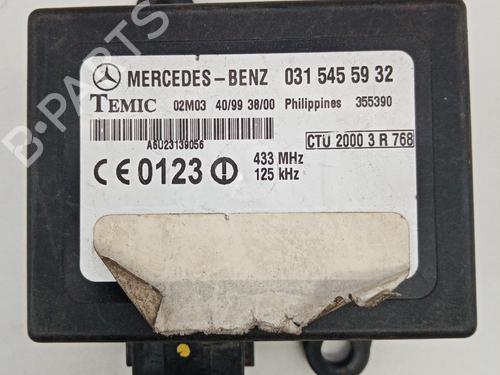 MERCEDES-BENZ 031 545 59 32
TEMIC 02M03 40/99 38/00 Philippines 355390
A6U23139056
CTU 2000 3 R 768
CE 0123
433 MHz
125 kHz
B-PARTS